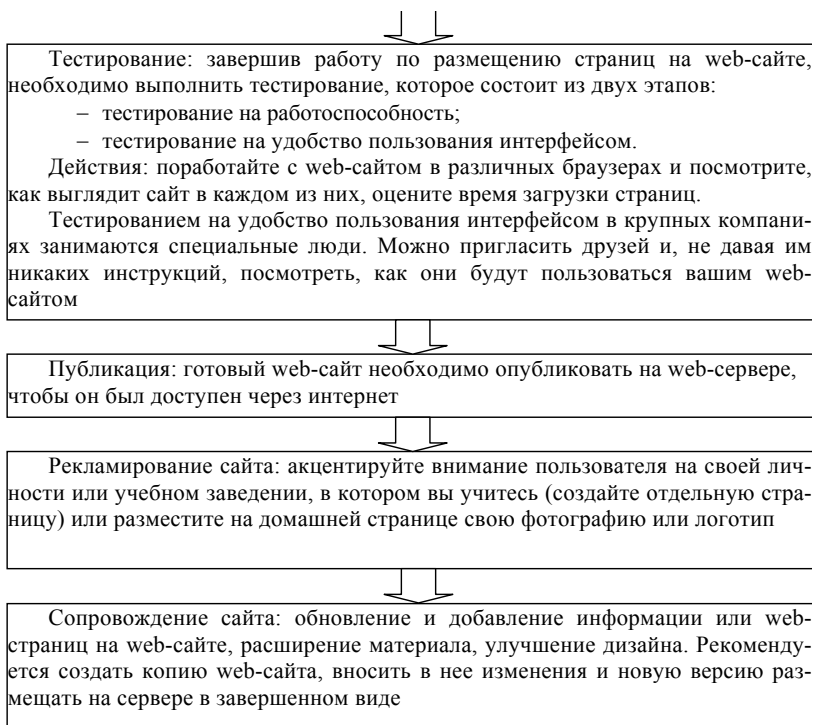 Тестирование: завершив работу по размещению страниц на web-сайте,
необходимо выполнить тестирование, которое состоит из двух этапов:
– тестирование на работоспособность;
– тестирование на удобство пользования интерфейсом.
Действия: поработайте с web-сайтом в различных браузерах и посмотрите,
как выглядит сайт в каждом из них, оцените время загрузки страниц.
Тестированием на удобство пользования интерфейсом в крупных компани-
ях занимаются специальные люди. Можно пригласить друзей и, не давая им
никаких инструкций, посмотреть, как они будут пользоваться вашим web-
сайтом
Публикация: готовый web-сайт необходимо опубликовать на web-сервере,
чтобы он был доступен через интернет
Рекламирование сайта: акцентируйте внимание пользователя на своей лич-
ности или учебном заведении, в котором вы учитесь (создайте отдельную стра-
ницу) или разместите на домашней странице свою фотографию или логотип
Сопровождение сайта: обновление и добавление информации или web-
страниц на web-сайте, расширение материала, улучшение дизайна. Рекоменду-
ется создать копию web-сайта, вносить в нее изменения и новую версию раз-
мещать на сервере в завершенном виде